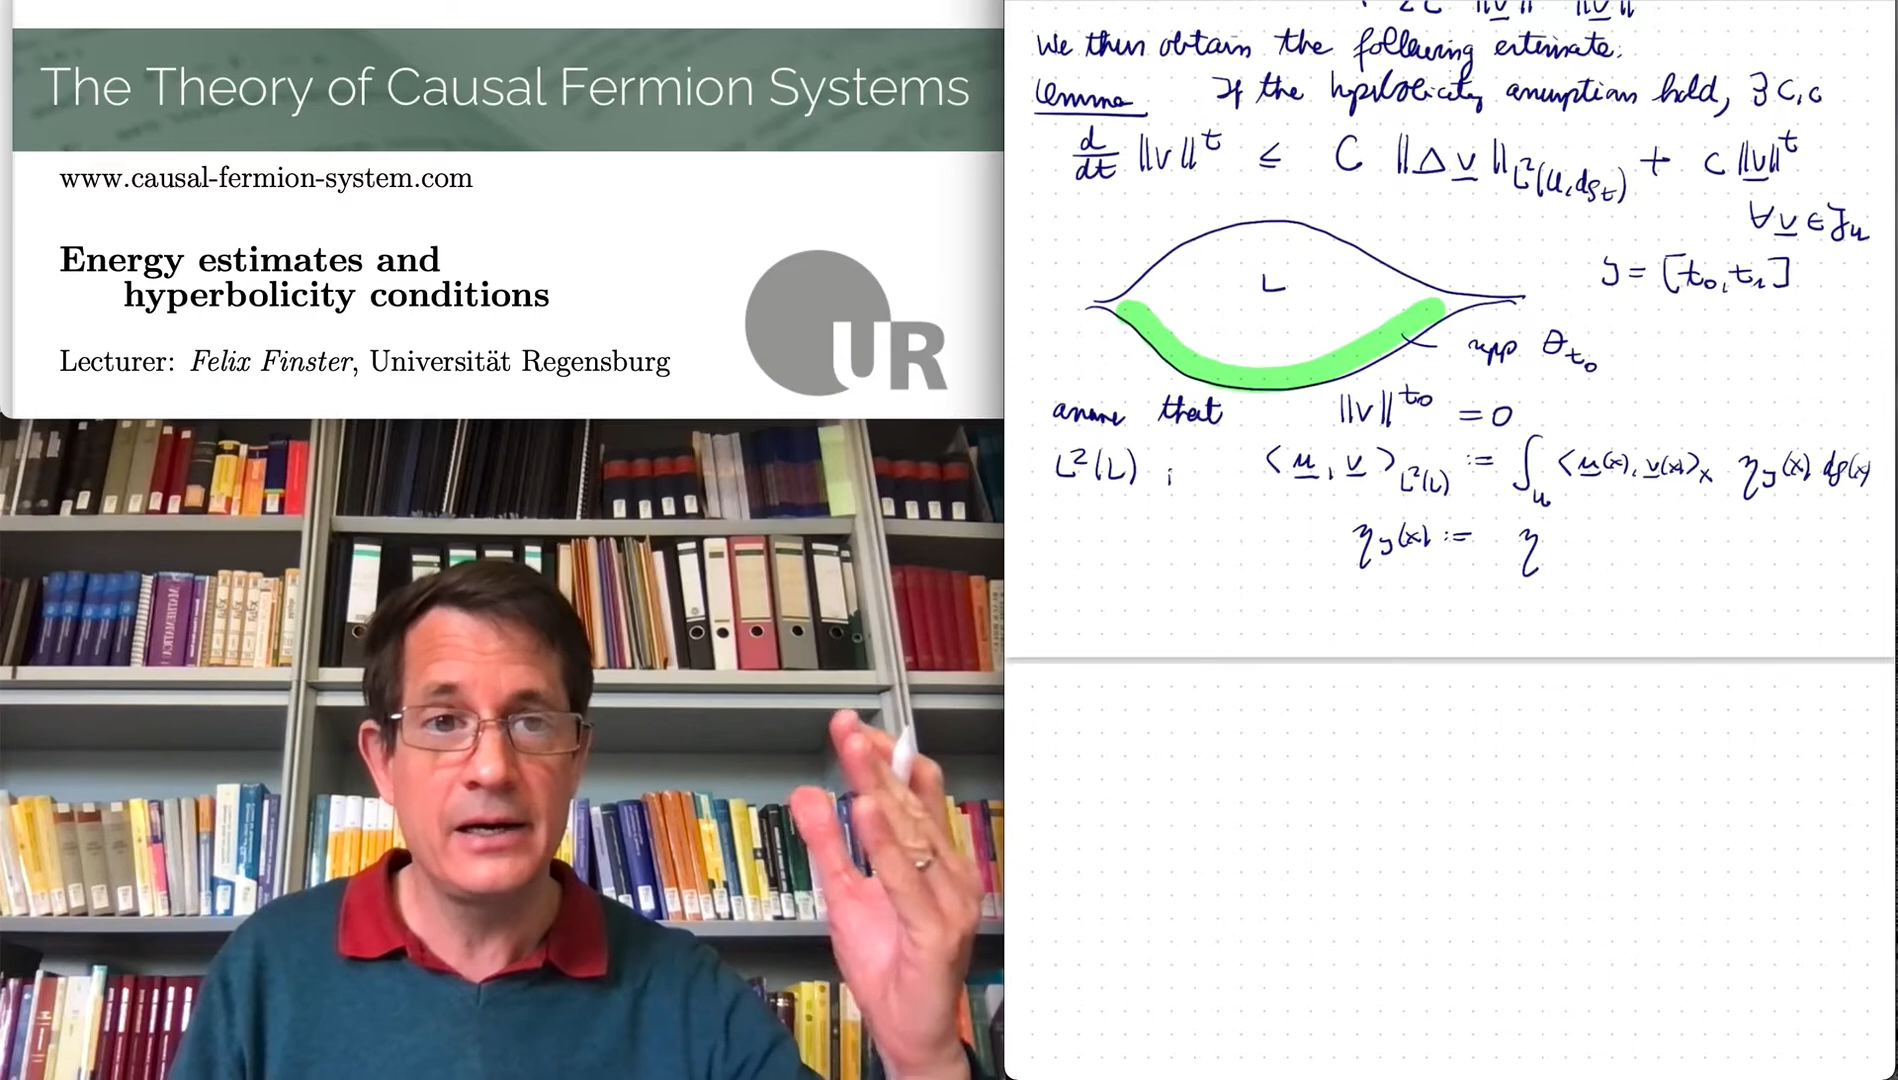 The Theory of Causal Fermion Systems
www.causal-fermion-system.com
Energy estimates and
hyperbolicity conditions
Lecturer: Felix Finster, Universität Regensburg
UR
We then obtain the following estimate.
Lemma If the hyperbolicity assumptions hold, ∃ C, c
d/dt ||v||^t ≤ C ||Δ v||_{L²(U, dρ_t)} + c ||v||^t
∀ v ∈ J_U
L
J = [t₀, t₁]
supp θ_{t₀}
assume that ||v||^{t₀} = 0
L²(L), <u, v>_{L²(L)} := ∫_U <u(x), v(x)>_x η_J(x) dρ(x)
η_J(x) := η